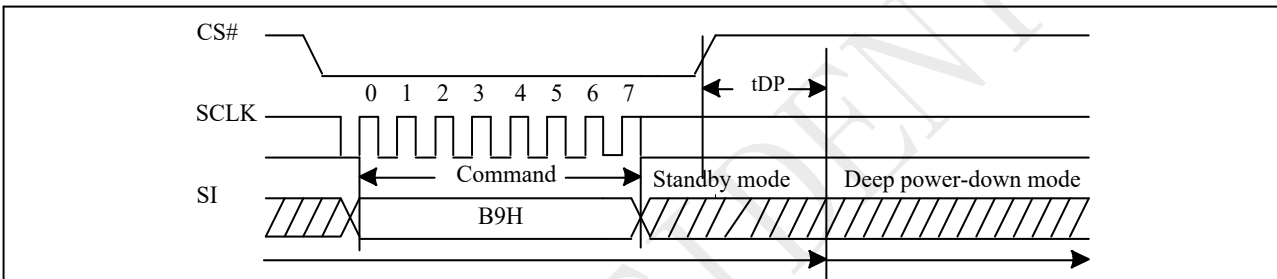 CS#
tDP
0 1 2 3 4 5 6 7
SCLK
Command Standby mode Deep power-down mode
SI
B9H